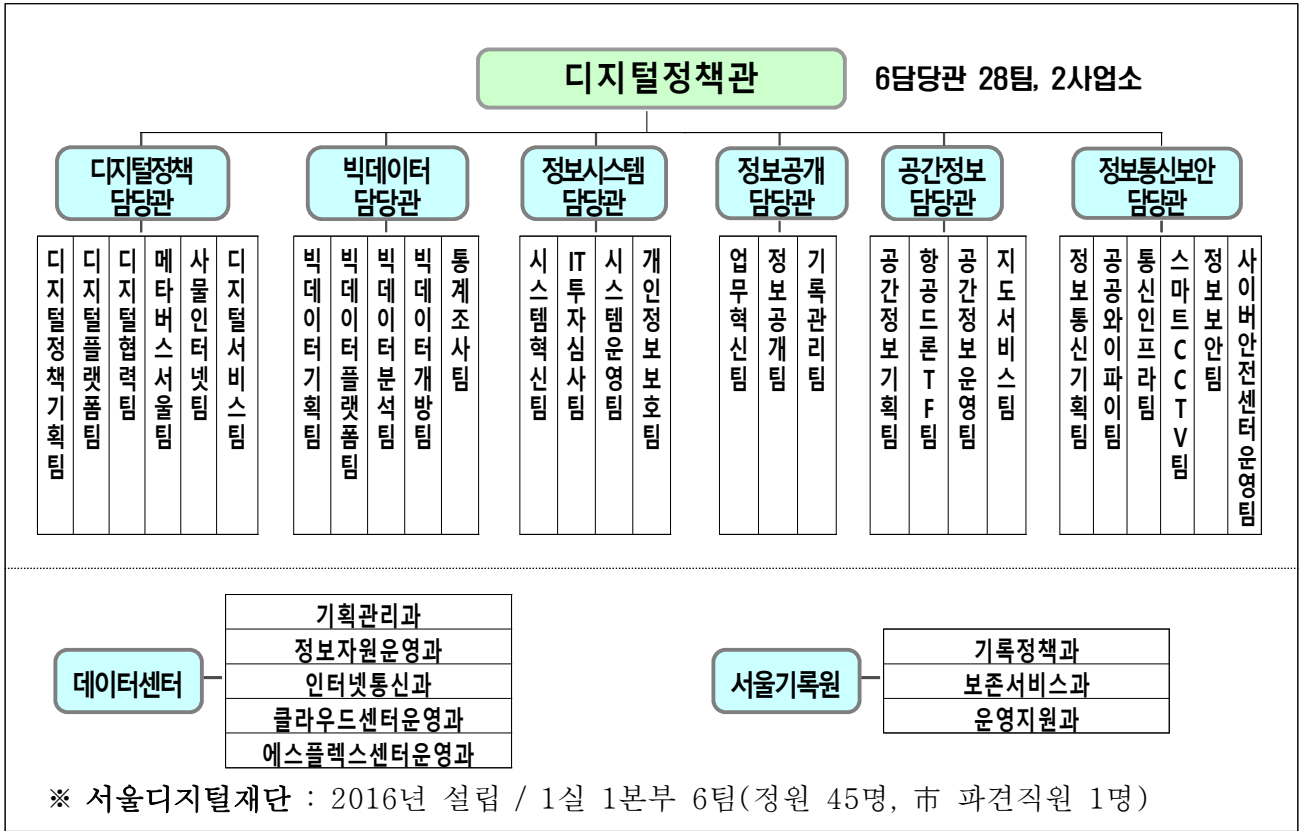 디지털정책관
6담당관 28팀, 2사업소
디지털정책
담당관
빅데이터
담당관
정보시스템
담당관
정보공개
담당관
공간정보
담당관
정보통신보안
담당관
디지털정책기획팀
디지털플랫폼팀
디지털협력팀
메타버스서울팀
사물인터넷팀
디지털서비스팀
빅데이터기획팀
빅데이터플랫폼팀
빅데이터분석팀
빅데이터개방팀
통계조사팀
시스템혁신팀
IT투자심사팀
시스템운영팀
개인정보보호팀
업무혁신팀
정보공개팀
기록관리팀
공간정보기획팀
항공드론TF팀
공간정보운영팀
지도서비스팀
정보통신기획팀
공공와이파이팀
통신인프라팀
스마트CCTV팀
정보보안팀
사이버안전센터운영팀
데이터센터
기획관리과
정보자원운영과
인터넷통신과
클라우드센터운영과
에스플렉스센터운영과
서울기록원
기록정책과
보존서비스과
운영지원과
※ 서울디지털재단 : 2016년 설립 / 1실 1본부 6팀(정원 45명, 市 파견직원 1명)